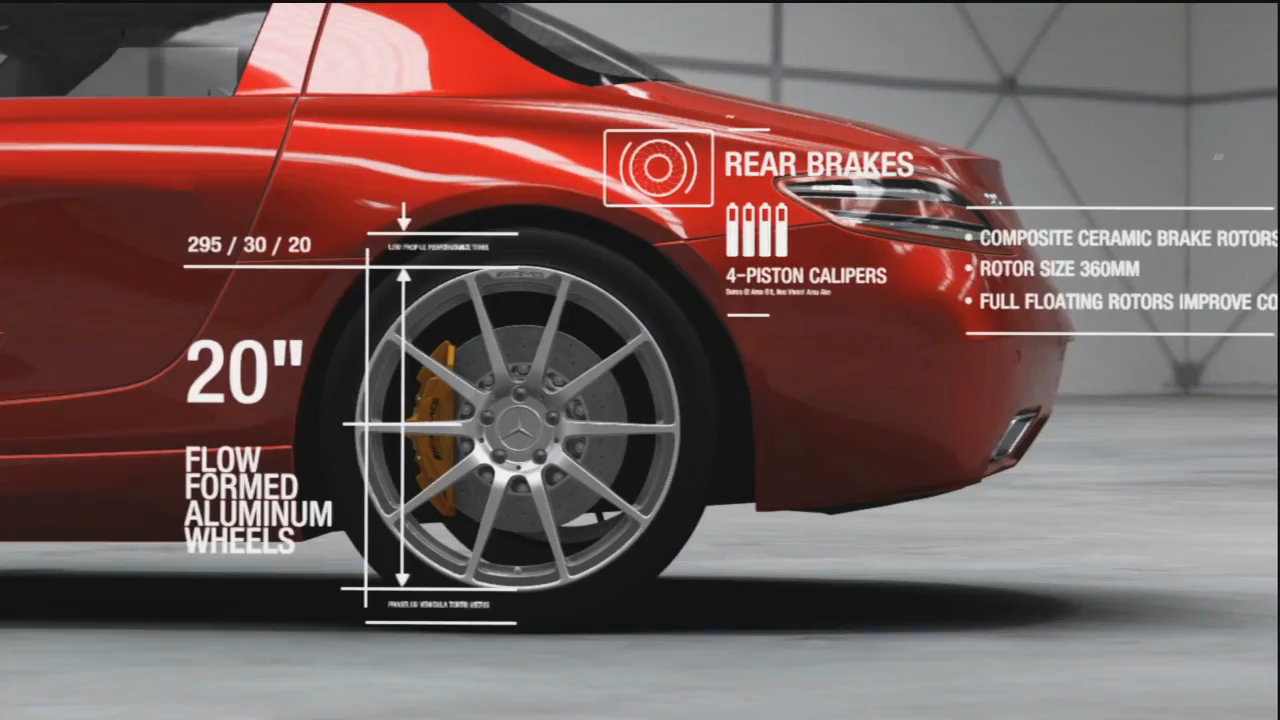 REAR BRAKES
4-PISTON CALIPERS
COMPOSITE CERAMIC BRAKE ROTORS
ROTOR SIZE 360MM
FULL FLOATING ROTORS IMPROVE CO
295 / 30 / 20
20"
FLOW
FORMED
ALUMINUM
WHEELS